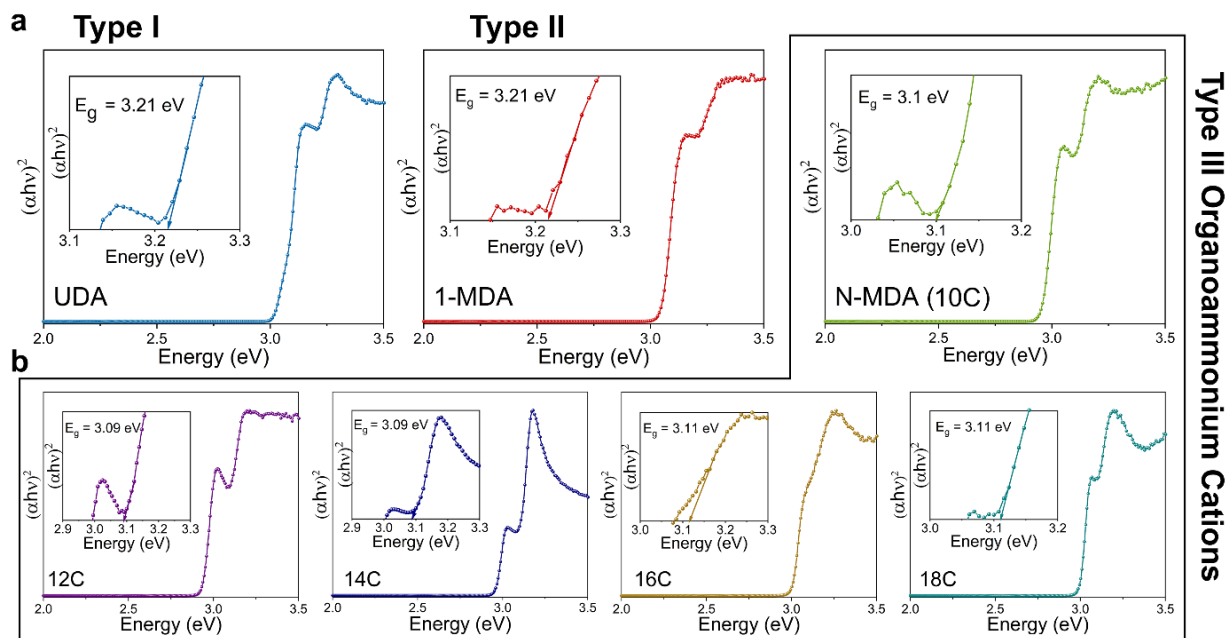 a
Type I
Type II
Type III Organoammonium Cations
E_g = 3.21 eV
(αhν)²
(αhν)²
3.1 3.2 3.3
Energy (eV)
UDA
2.0 2.5 3.0 3.5
Energy (eV)
E_g = 3.21 eV
(αhν)²
(αhν)²
3.1 3.2 3.3
Energy (eV)
1-MDA
2.0 2.5 3.0 3.5
Energy (eV)
E_g = 3.1 eV
(αhν)²
(αhν)²
3.0 3.1 3.2
Energy (eV)
N-MDA (10C)
2.0 2.5 3.0 3.5
Energy (eV)
b
E_g = 3.09 eV
(αhν)²
(αhν)²
2.9 3.0 3.1 3.2 3.3
Energy (eV)
12C
2.0 2.5 3.0 3.5
Energy (eV)
E_g = 3.09 eV
(αhν)²
(αhν)²
2.9 3.0 3.1 3.2 3.3
Energy (eV)
14C
2.0 2.5 3.0 3.5
Energy (eV)
E_g = 3.11 eV
(αhν)²
(αhν)²
3.0 3.1 3.2 3.3
Energy (eV)
16C
2.0 2.5 3.0 3.5
Energy (eV)
E_g = 3.11 eV
(αhν)²
(αhν)²
3.0 3.1 3.2
Energy (eV)
18C
2.0 2.5 3.0 3.5
Energy (eV)